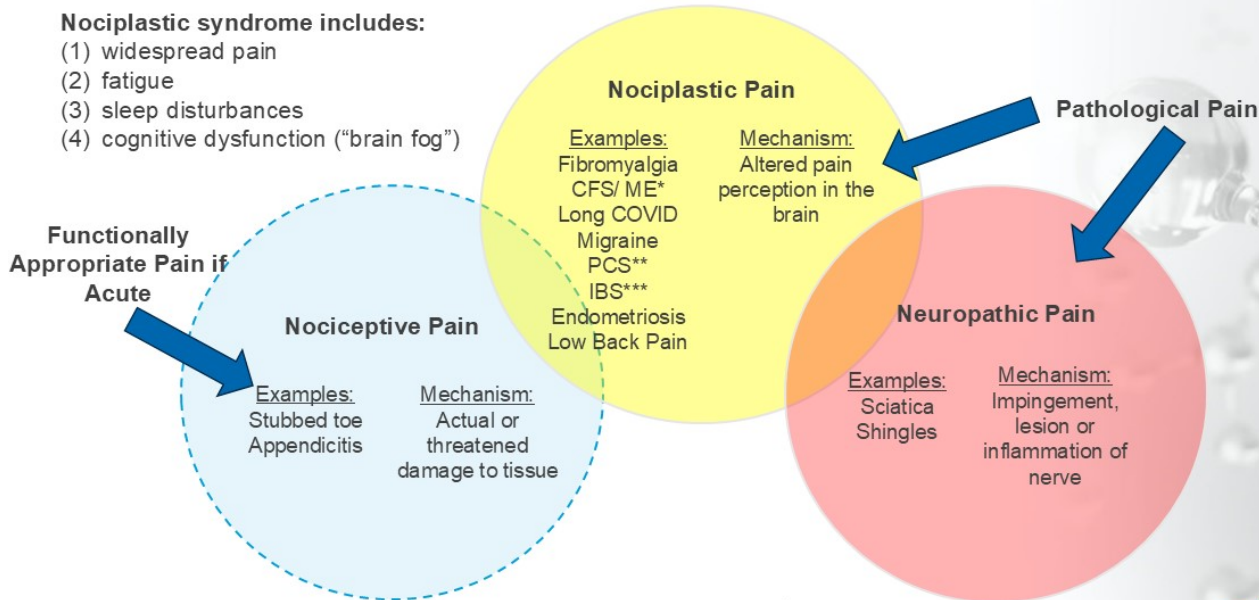 Nociplastic syndrome includes:
(1) widespread pain
(2) fatigue
(3) sleep disturbances
(4) cognitive dysfunction (“brain fog”)
Nociplastic Pain
Examples:
Fibromyalgia
CFS/ ME*
Long COVID
Migraine
PCS**
IBS***
Endometriosis
Low Back Pain
Mechanism:
Altered pain
perception in the
brain
Pathological Pain
Functionally
Appropriate Pain if
Acute
Nociceptive Pain
Examples:
Stubbed toe
Appendicitis
Mechanism:
Actual or
threatened
damage to tissue
Neuropathic Pain
Examples:
Sciatica
Shingles
Mechanism:
Impingement,
lesion or
inflammation of
nerve